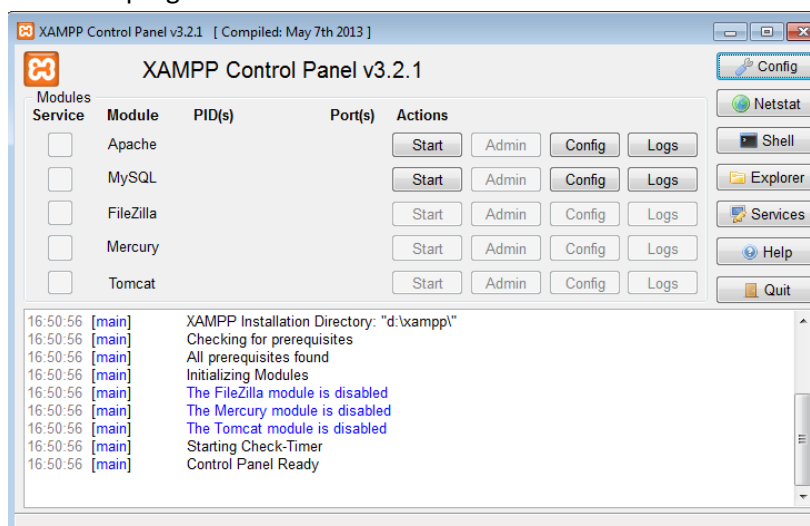 XAMPP Control Panel v3.2.1 [ Compiled: May 7th 2013 ]
XAMPP Control Panel v3.2.1
Config
Modules
Service Module PID(s) Port(s) Actions
Netstat
Apache Start Admin Config Logs
Shell
MySQL Start Admin Config Logs
Explorer
FileZilla Start Admin Config Logs
Services
Mercury Start Admin Config Logs
Help
Tomcat Start Admin Config Logs
Quit
16:50:56 [main] XAMPP Installation Directory: "d:\xampp\"
16:50:56 [main] Checking for prerequisites
16:50:56 [main] All prerequisites found
16:50:56 [main] Initializing Modules
16:50:56 [main] The FileZilla module is disabled
16:50:56 [main] The Mercury module is disabled
16:50:56 [main] The Tomcat module is disabled
16:50:56 [main] Starting Check-Timer
16:50:56 [main] Control Panel Ready